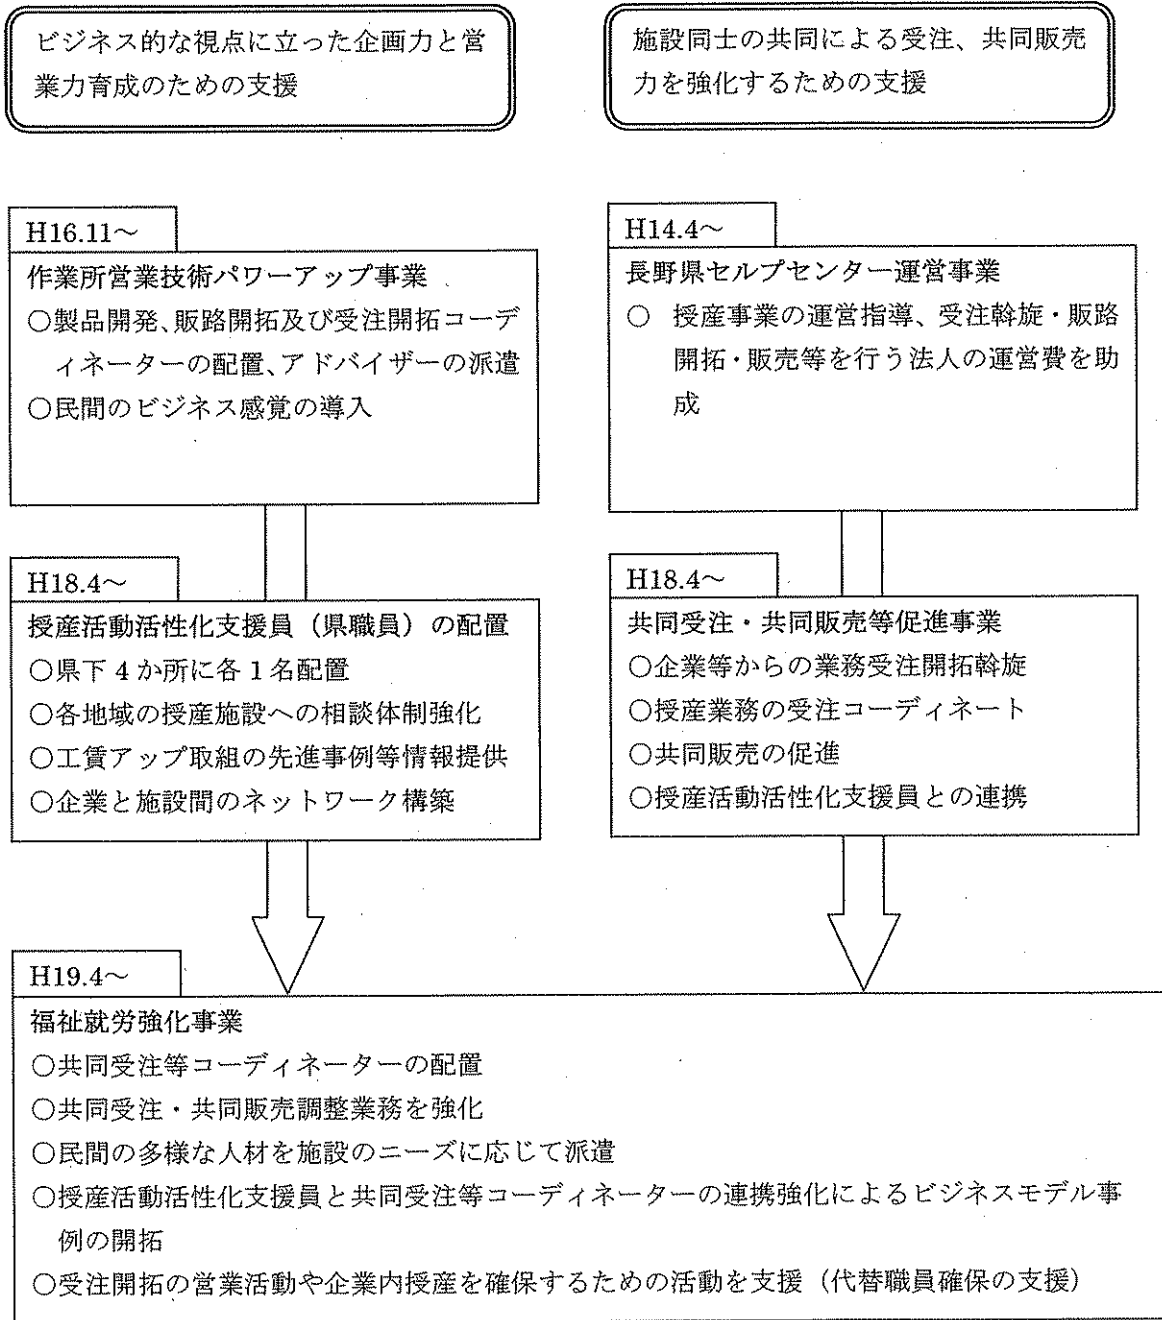 ビジネス的な視点に立った企画力と営
業力育成のための支援
施設同士の共同による受注、共同販売
力を強化するための支援
H16.11～
作業所営業技術パワーアップ事業
○製品開発、販路開拓及び受注開拓コーデ
ィネーターの配置、アドバイザーの派遣
○民間のビジネス感覚の導入
H14.4～
長野県セルプセンター運営事業
○ 授産事業の運営指導、受注斡旋・販路
開拓・販売等を行う法人の運営費を助
成
H18.4～
授産活動活性化支援員（県職員）の配置
○県下 4 か所に各 1 名配置
○各地域の授産施設への相談体制強化
○工賃アップ取組の先進事例等情報提供
○企業と施設間のネットワーク構築
H18.4～
共同受注・共同販売等促進事業
○企業等からの業務受注開拓斡旋
○授産業務の受注コーディネート
○共同販売の促進
○授産活動活性化支援員との連携
H19.4～
福祉就労強化事業
○共同受注等コーディネーターの配置
○共同受注・共同販売調整業務を強化
○民間の多様な人材を施設のニーズに応じて派遣
○授産活動活性化支援員と共同受注等コーディネーターの連携強化によるビジネスモデル事
例の開拓
○受注開拓の営業活動や企業内授産を確保するための活動を支援（代替職員確保の支援）